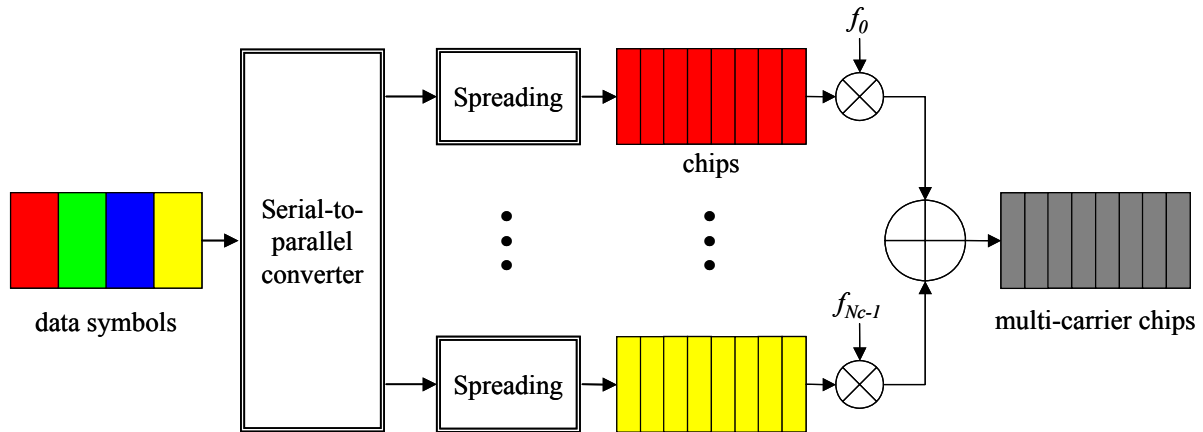 f0
Spreading
chips
Serial-to-
parallel
converter
data symbols
fNc-1
multi-carrier chips
Spreading